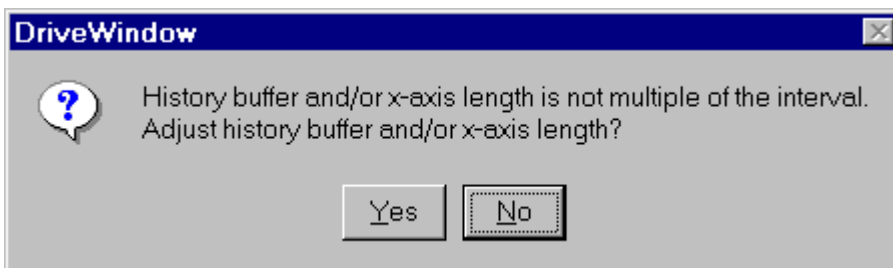 DriveWindow
History buffer and/or x-axis length is not multiple of the interval.
Adjust history buffer and/or x-axis length?
Yes No